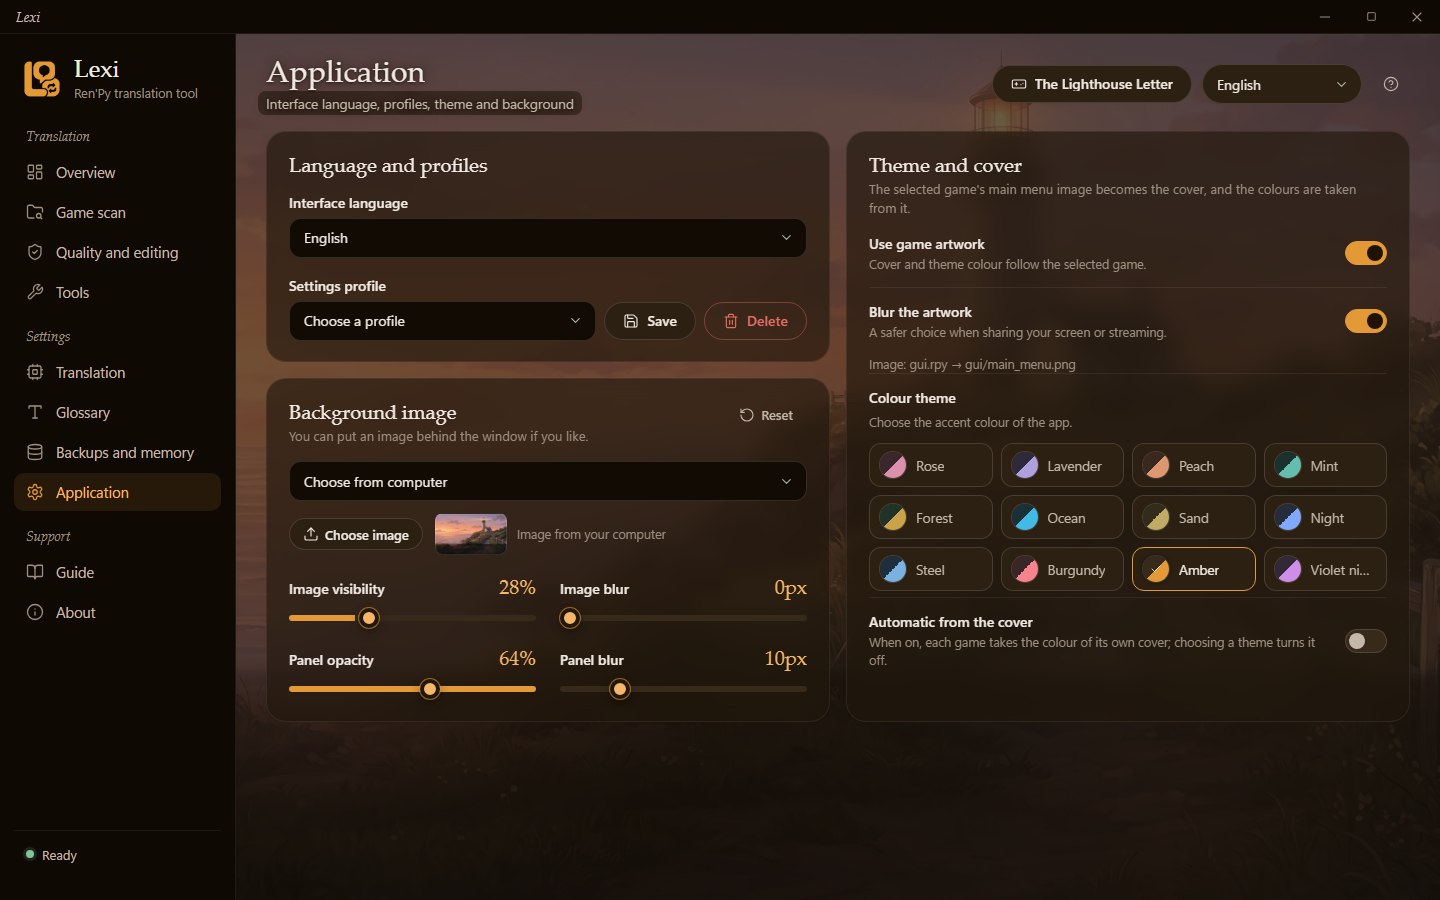 Lexi
Lexi
Ren'Py translation tool
Translation
Overview
Game scan
Quality and editing
Tools
Settings
Translation
Glossary
Backups and memory
Application
Support
Guide
About
Ready
Application
Interface language, profiles, theme and background
The Lighthouse Letter
English
Language and profiles
Interface language
English
Settings profile
Choose a profile
Save
Delete
Background image
You can put an image behind the window if you like.
Reset
Choose from computer
Choose image
Image from your computer
Image visibility 28%
Image blur 0px
Panel opacity 64%
Panel blur 10px
Theme and cover
The selected game's main menu image becomes the cover, and the colours are taken
from it.
Use game artwork
Cover and theme colour follow the selected game.
Blur the artwork
A safer choice when sharing your screen or streaming.
Image: gui.rpy → gui/main_menu.png
Colour theme
Choose the accent colour of the app.
Rose
Lavender
Peach
Mint
Forest
Ocean
Sand
Night
Steel
Burgundy
Amber
Violet ni...
Automatic from the cover
When on, each game takes the colour of its own cover; choosing a theme turns it
off.